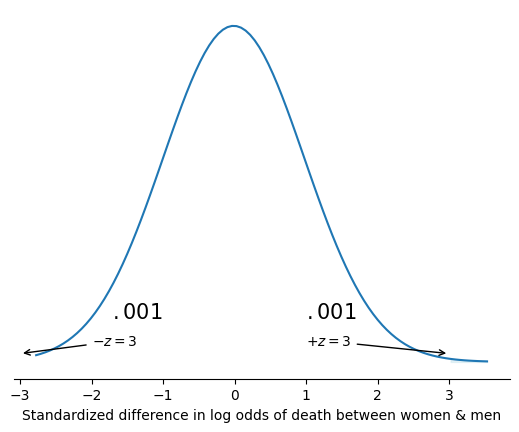 .001 .001
−z = 3 +z = 3
−3 −2 −1 0 1 2 3
Standardized difference in log odds of death between women & men